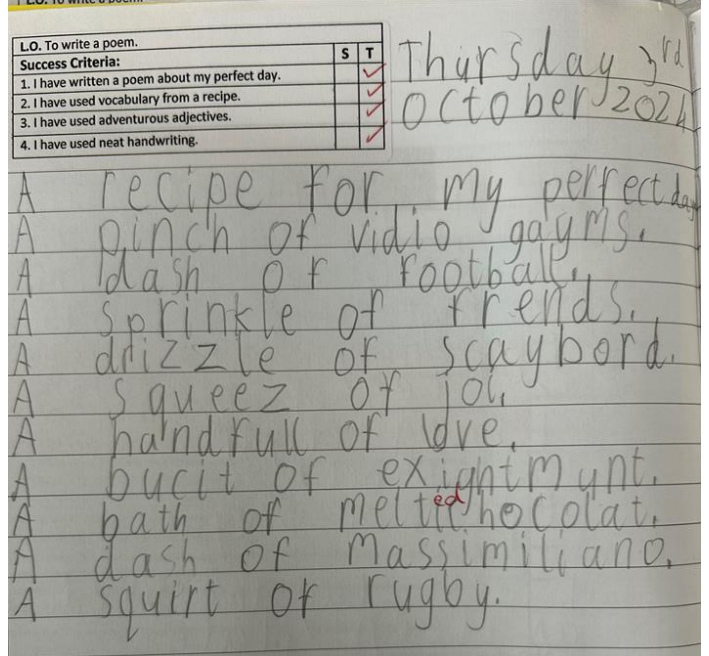 L.O. To write a poem.
Success Criteria: S T
1. I have written a poem about my perfect day. ✓
2. I have used vocabulary from a recipe. ✓
3. I have used adventurous adjectives. ✓
4. I have used neat handwriting. ✓
Thursday 3rd
October 2024
A recipe for my perfect day
A pinch of vidio gayms.
A dash of football.
A sprinkle of frends.
A drizzle of scaybord.
A squeez of joi.
A handfull of love.
A bucit of exightmunt.
A bath of melted chocolat.
A dash of massimiliano.
A squirt of rugby.